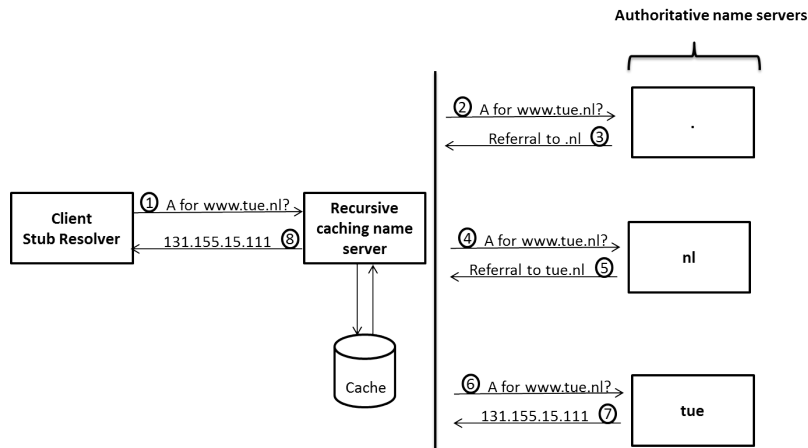 Authoritative name servers
② A for www.tue.nl?
Referral to .nl ③
.
① A for www.tue.nl?
Client
Stub Resolver
131.155.15.111 ⑧
Recursive
caching name
server
④ A for www.tue.nl?
Referral to tue.nl ⑤
nl
Cache
⑥ A for www.tue.nl?
131.155.15.111 ⑦
tue